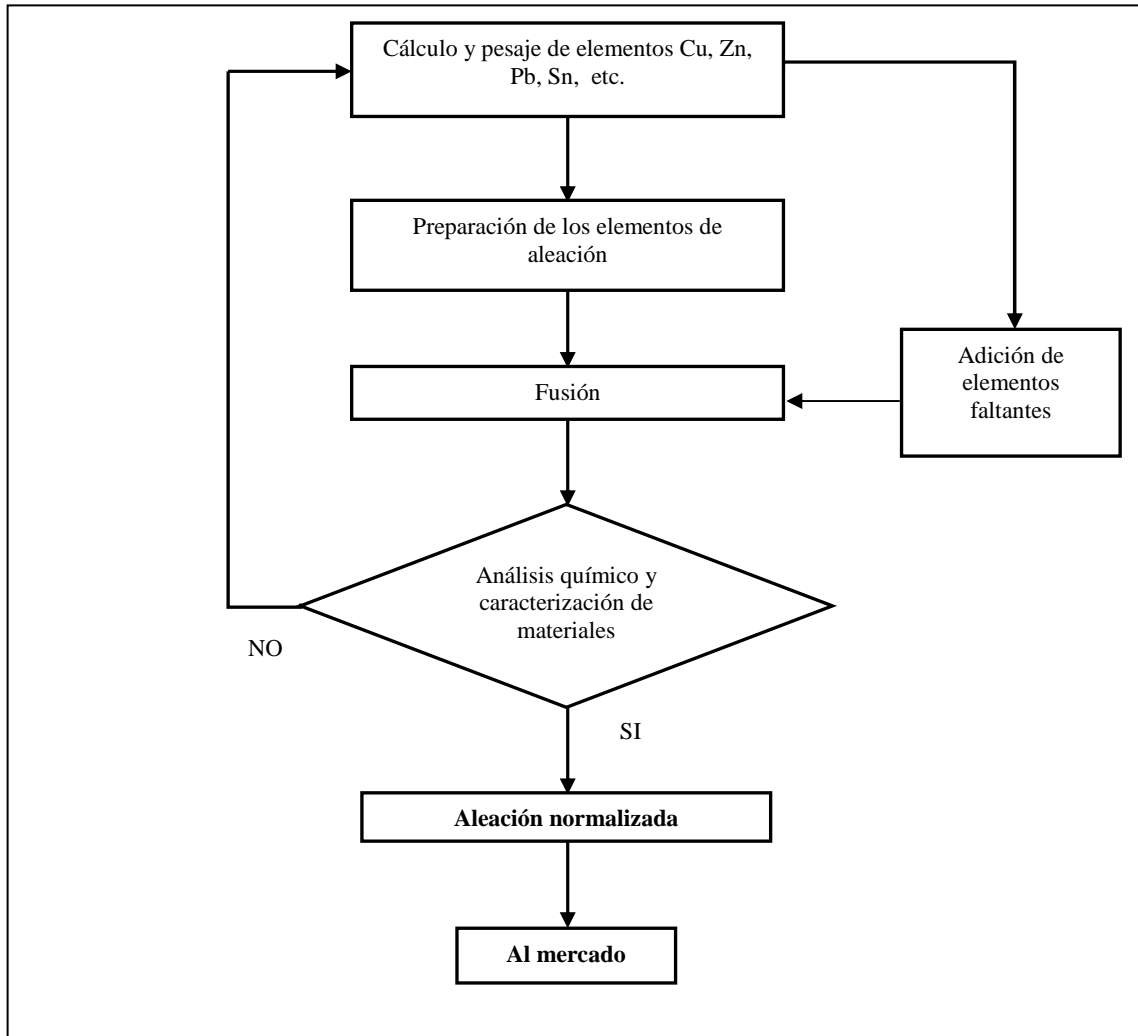 Cálculo y pesaje de elementos Cu, Zn,
Pb, Sn, etc.
Preparación de los elementos de
aleación
Adición de
elementos
faltantes
Fusión
Análisis químico y
caracterización de
materiales
NO
SI
Aleación normalizada
Al mercado